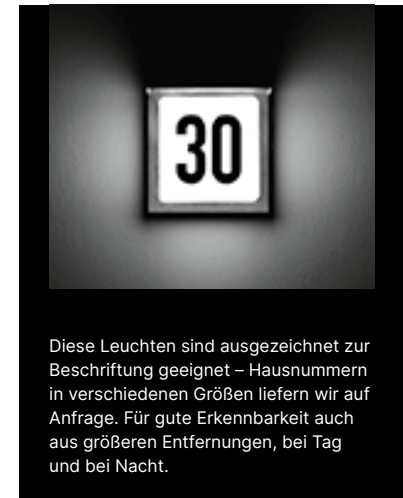 30
Diese Leuchten sind ausgezeichnet zur
Beschriftung geeignet – Hausnummern
in verschiedenen Größen liefern wir auf
Anfrage. Für gute Erkennbarkeit auch
aus größeren Entfernungen, bei Tag
und bei Nacht.